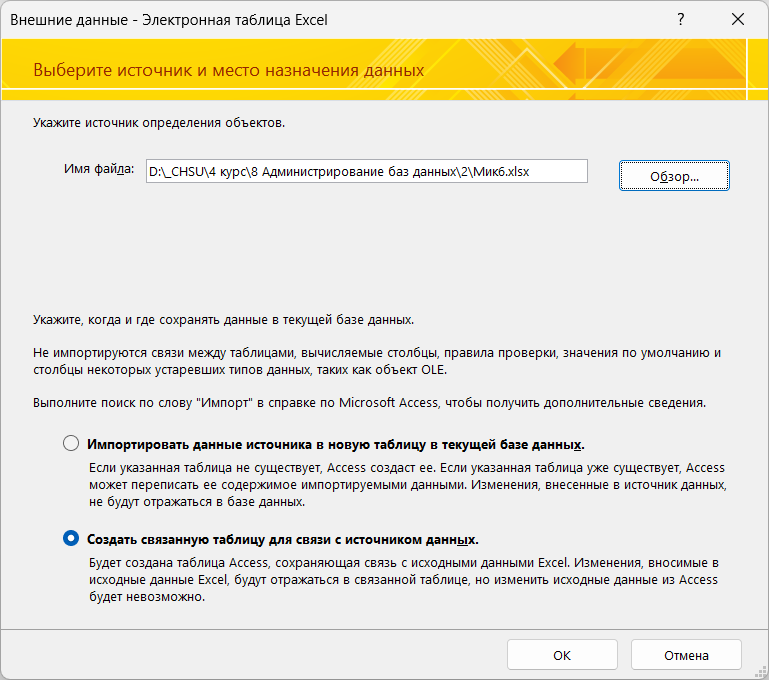 Внешние данные - Электронная таблица Excel
?
Выберите источник и место назначения данных
Укажите источник определения объектов.
Имя файла: D:\_CHSU\4 курс\8 Администрирование баз данных\2\Мик6.xlsx Обзор...
Укажите, когда и где сохранять данные в текущей базе данных.
Не импортируются связи между таблицами, вычисляемые столбцы, правила проверки, значения по умолчанию и
столбцы некоторых устаревших типов данных, таких как объект OLE.
Выполните поиск по слову "Импорт" в справке по Microsoft Access, чтобы получить дополнительные сведения.
Импортировать данные источника в новую таблицу в текущей базе данных.
Если указанная таблица не существует, Access создаст ее. Если указанная таблица уже существует, Access
может переписать ее содержимое импортируемыми данными. Изменения, внесенные в источник данных,
не будут отражаться в базе данных.
Создать связанную таблицу для связи с источником данных.
Будет создана таблица Access, сохраняющая связь с исходными данными Excel. Изменения, вносимые в
исходные данные Excel, будут отражаться в связанной таблице, но изменить исходные данные из Access
будет невозможно.
ОК Отмена